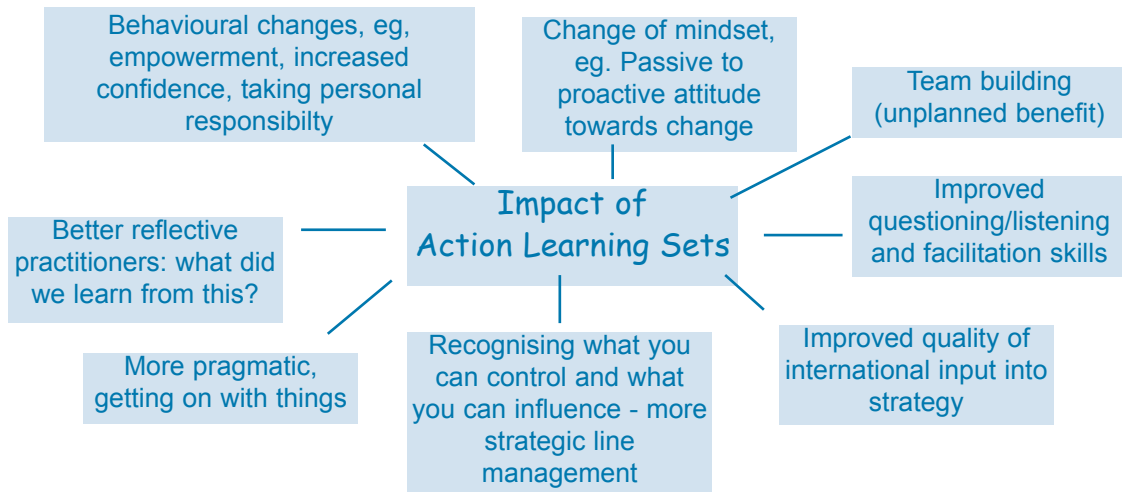 Behavioural changes, eg,
empowerment, increased
confidence, taking personal
responsibilty
Change of mindset,
eg. Passive to
proactive attitude
towards change
Team building
(unplanned benefit)
Impact of
Action Learning Sets
Improved
questioning/listening
and facilitation skills
Better reflective
practitioners: what did
we learn from this?
More pragmatic,
getting on with things
Recognising what you
can control and what
you can influence - more
strategic line
management
Improved quality of
international input into
strategy